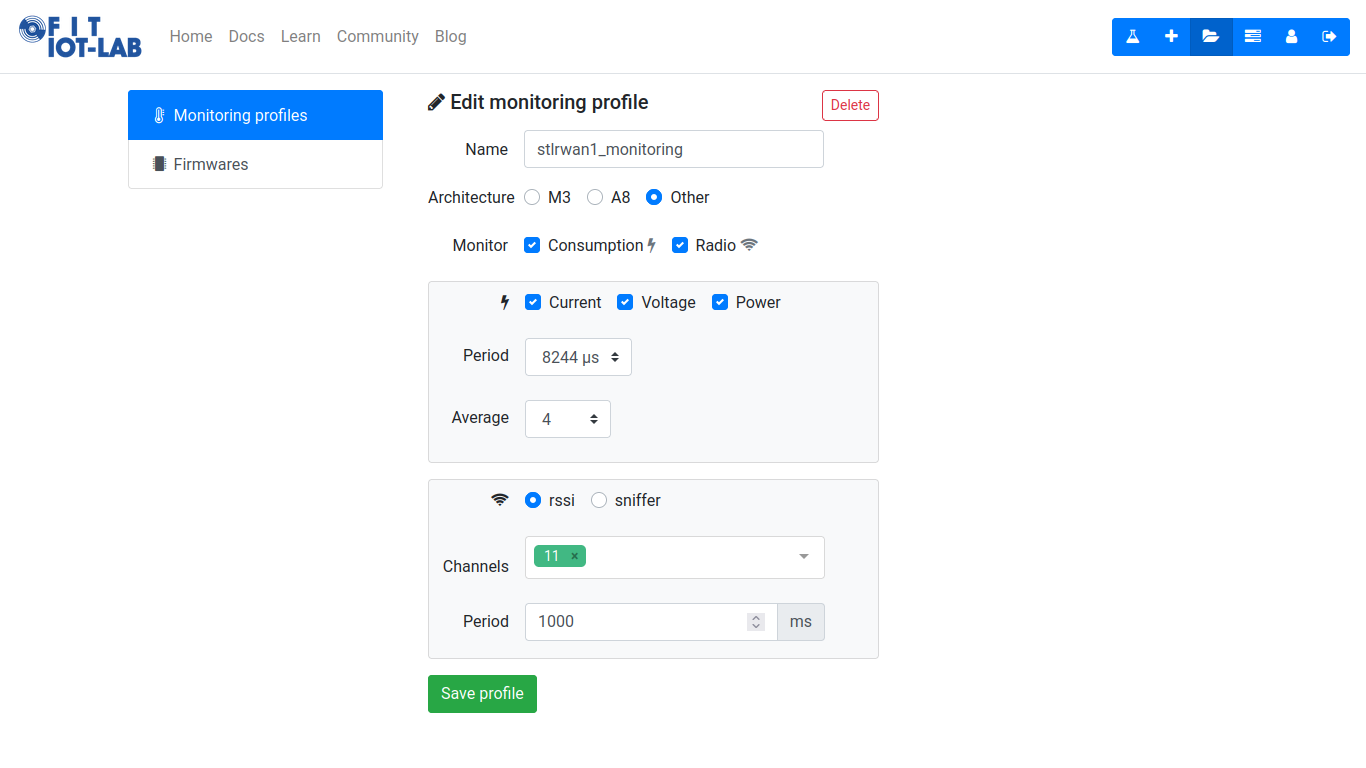 FIT IOT-LAB Home Docs Learn Community Blog
Monitoring profiles
Firmwares
Edit monitoring profile Delete
Name stlrwan1_monitoring
Architecture M3 A8 Other
Monitor Consumption Radio
Current Voltage Power
Period 8244 µs
Average 4
rssi sniffer
Channels 11 ×
Period 1000 ms
Save profile